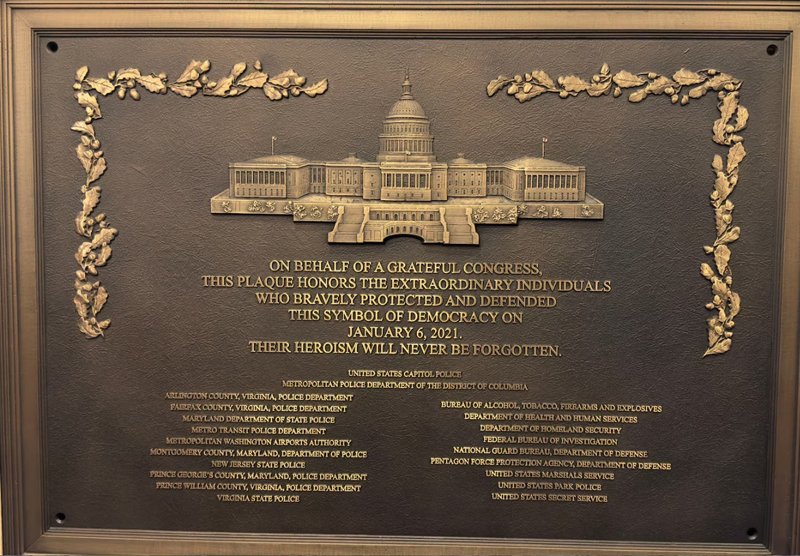 ON BEHALF OF A GRATEFUL CONGRESS,
THIS PLAQUE HONORS THE EXTRAORDINARY INDIVIDUALS
WHO BRAVELY PROTECTED AND DEFENDED
THIS SYMBOL OF DEMOCRACY ON
JANUARY 6, 2021.
THEIR HEROISM WILL NEVER BE FORGOTTEN.
UNITED STATES CAPITOL POLICE
METROPOLITAN POLICE DEPARTMENT OF THE DISTRICT OF COLUMBIA
ARLINGTON COUNTY, VIRGINIA, POLICE DEPARTMENT
FAIRFAX COUNTY, VIRGINIA, POLICE DEPARTMENT
MARYLAND DEPARTMENT OF STATE POLICE
METRO TRANSIT POLICE DEPARTMENT
METROPOLITAN WASHINGTON AIRPORTS AUTHORITY
MONTGOMERY COUNTY, MARYLAND, DEPARTMENT OF POLICE
NEW JERSEY STATE POLICE
PRINCE GEORGE'S COUNTY, MARYLAND, POLICE DEPARTMENT
PRINCE WILLIAM COUNTY, VIRGINIA, POLICE DEPARTMENT
VIRGINIA STATE POLICE
BUREAU OF ALCOHOL, TOBACCO, FIREARMS AND EXPLOSIVES
DEPARTMENT OF HEALTH AND HUMAN SERVICES
DEPARTMENT OF HOMELAND SECURITY
FEDERAL BUREAU OF INVESTIGATION
NATIONAL GUARD BUREAU, DEPARTMENT OF DEFENSE
PENTAGON FORCE PROTECTION AGENCY, DEPARTMENT OF DEFENSE
UNITED STATES MARSHALS SERVICE
UNITED STATES PARK POLICE
UNITED STATES SECRET SERVICE